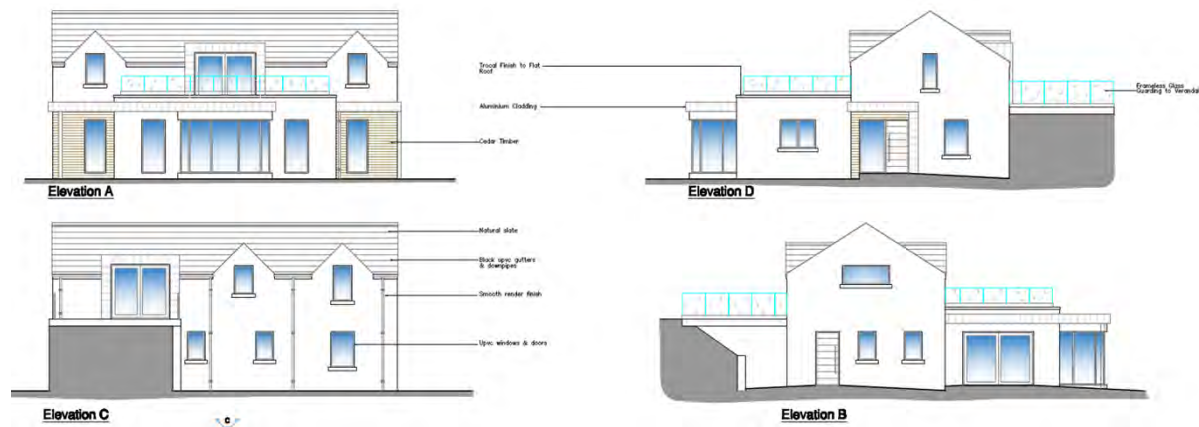 Trocal Finish to Flat
Roof
Aluminium Cladding
Cedar Timber
Elevation A
Frameless Glass
Guarding to Verandah
Elevation D
Natural slate
Black upvc gutters
& downpipes
Smooth render finish
Upvc windows & doors
Elevation C
C
Elevation B